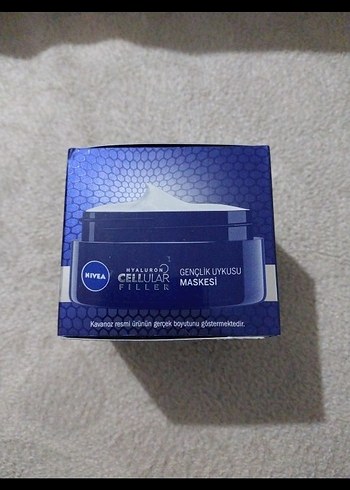 NIVEA
HYALURON
CELLULAR
FILLER
GENÇLİK UYKUSU
MASKESİ
Kavanoz resmi ürünün gerçek boyutunu göstermektedir.